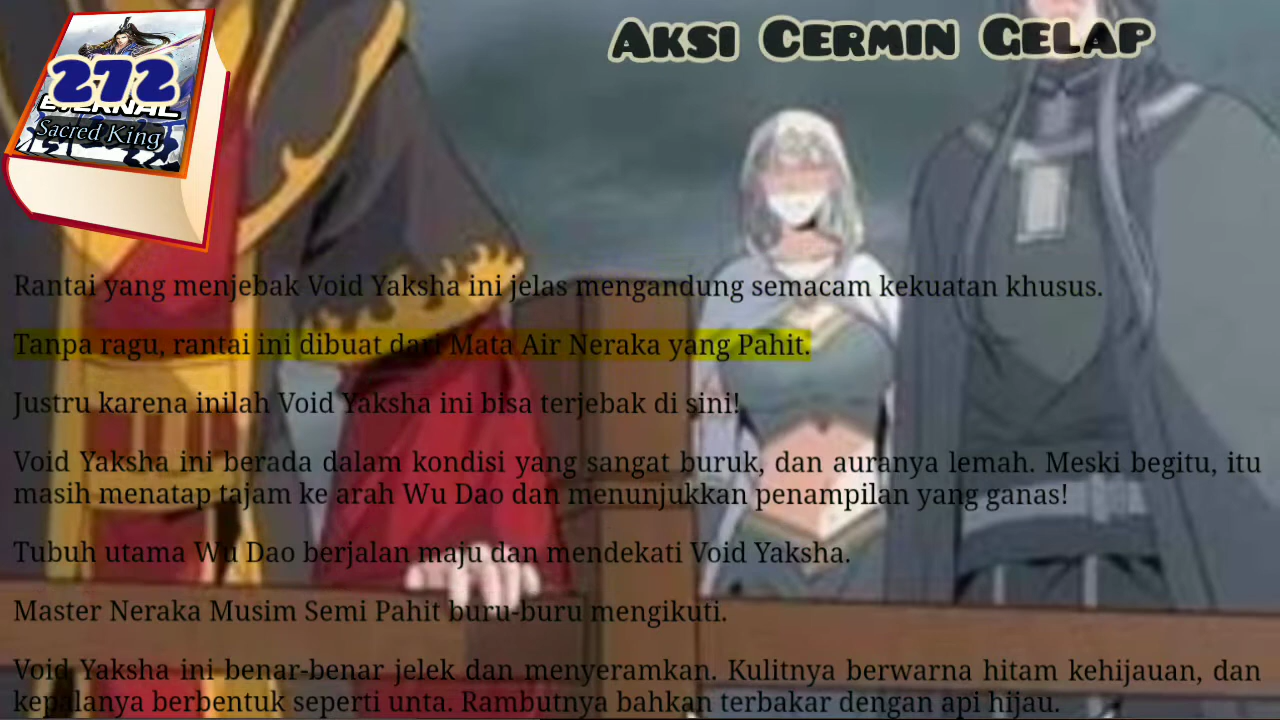 Aksi Cermin Gelap
272
ETERNAL
Sacred King
Rantai yang menjebak Void Yaksha ini jelas mengandung semacam kekuatan khusus.
Tanpa ragu, rantai ini dibuat dari Mata Air Neraka yang Pahit.
Justru karena inilah Void Yaksha ini bisa terjebak di sini!
Void Yaksha ini berada dalam kondisi yang sangat buruk, dan auranya lemah. Meski begitu, itu
masih menatap tajam ke arah Wu Dao dan menunjukkan penampilan yang ganas!
Tubuh utama Wu Dao berjalan maju dan mendekati Void Yaksha.
Master Neraka Musim Semi Pahit buru-buru mengikuti.
Void Yaksha ini benar-benar jelek dan menyeramkan. Kulitnya berwarna hitam kehijauan, dan
kepalanya berbentuk seperti unta. Rambutnya bahkan terbakar dengan api hijau.